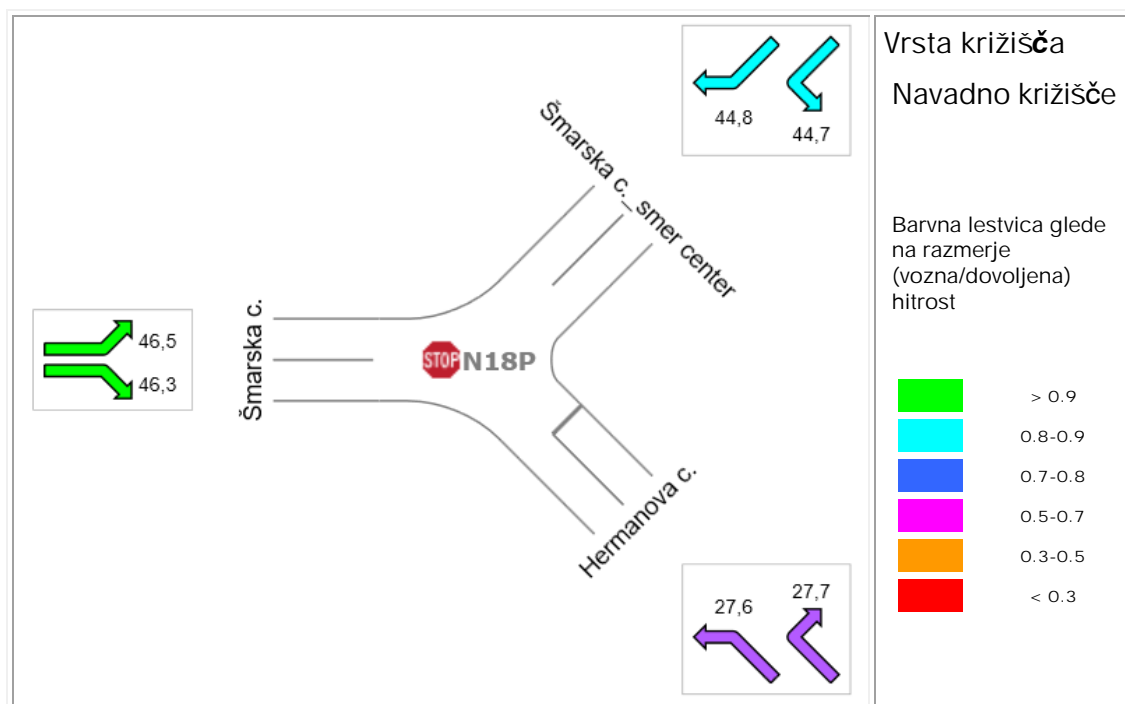 Vrsta križišča
Navadno križišče
44,8
44,7
Šmarska c._smer center
Šmarska c.
46,5
46,3
STOP N18P
Hermanova c.
27,6
27,7
Barvna lestvica glede
na razmerje
(vozna/dovoljena)
hitrost
> 0.9
0.8-0.9
0.7-0.8
0.5-0.7
0.3-0.5
< 0.3